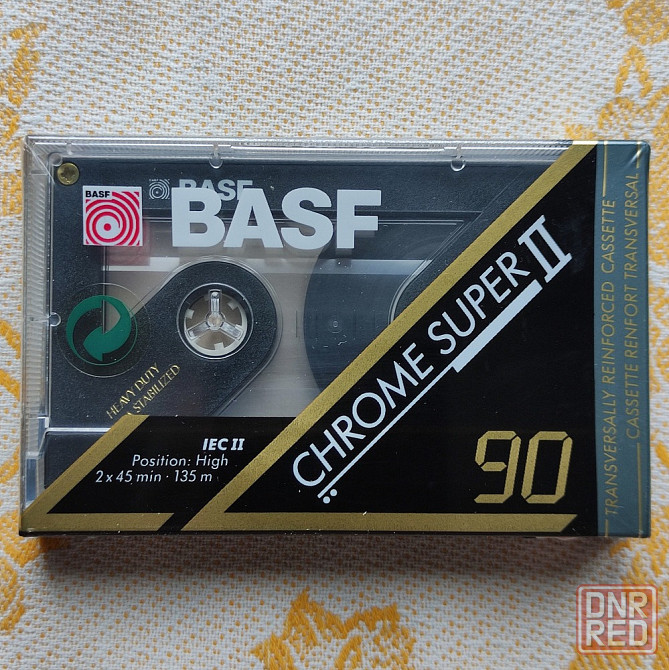 BASF
BASF
BASF
HEAVY DUTY
STABILIZED
IEC II
Position: High
2 x 45 min · 135 m
CHROME SUPER II
90
TRANSVERSALLY REINFORCED CASSETTE
CASSETTE RENFORT TRANSVERSAL
DNR
RED